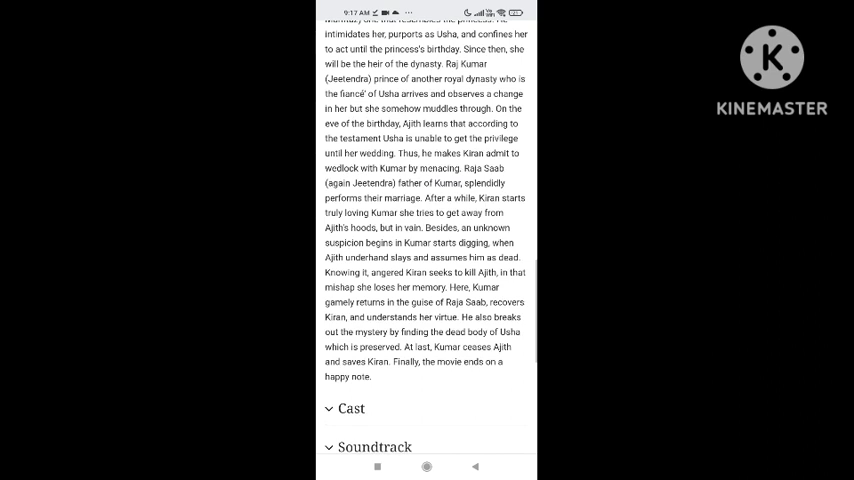 9:17 AM
K
KINEMASTER
intimidates her, purports as Usha, and confines her
to act until the princess's birthday. Since then, she
will be the heir of the dynasty. Raj Kumar
(Jeetendra) prince of another royal dynasty who is
the fiancé' of Usha arrives and observes a change
in her but she somehow muddles through. On the
eve of the birthday, Ajith learns that according to
the testament Usha is unable to get the privilege
until her wedding. Thus, he makes Kiran admit to
wedlock with Kumar by menacing. Raja Saab
(again Jeetendra) father of Kumar, splendidly
performs their marriage. After a while, Kiran starts
truly loving Kumar she tries to get away from
Ajith's hoods, but in vain. Besides, an unknown
suspicion begins in Kumar starts digging, when
Ajith underhand slays and assumes him as dead.
Knowing it, angered Kiran seeks to kill Ajith, in that
mishap she loses her memory. Here, Kumar
gamely returns in the guise of Raja Saab, recovers
Kiran, and understands her virtue. He also breaks
out the mystery by finding the dead body of Usha
which is preserved. At last, Kumar ceases Ajith
and saves Kiran. Finally, the movie ends on a
happy note.
Cast
Soundtrack